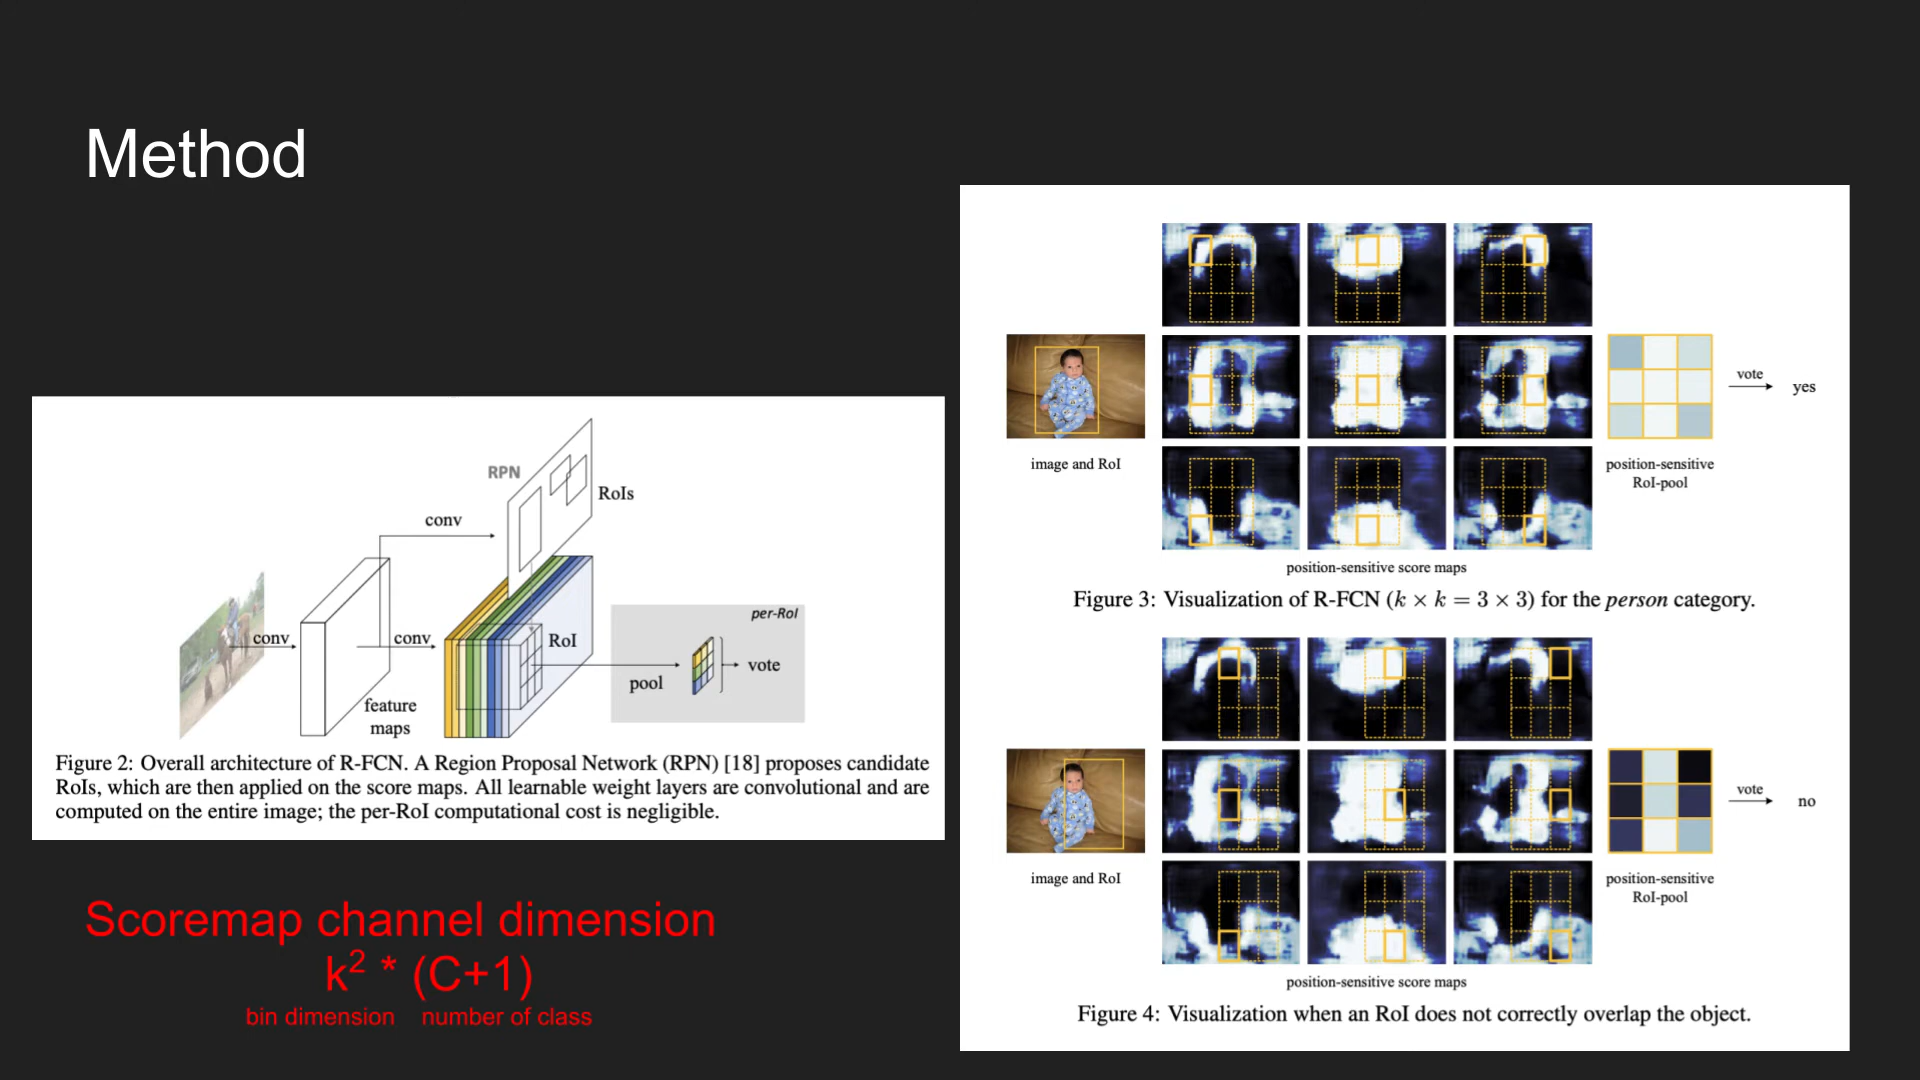 Method
RPN
RoIs
conv
conv
conv
RoI
per-RoI
pool
vote
feature
maps
Figure 2: Overall architecture of R-FCN. A Region Proposal Network (RPN) [18] proposes candidate
RoIs, which are then applied on the score maps. All learnable weight layers are convolutional and are
computed on the entire image; the per-RoI computational cost is negligible.
Scoremap channel dimension
k² * (C+1)
bin dimension number of class
image and RoI
position-sensitive score maps
position-sensitive
RoI-pool
vote
yes
Figure 3: Visualization of R-FCN (k × k = 3 × 3) for the person category.
image and RoI
position-sensitive score maps
position-sensitive
RoI-pool
vote
no
Figure 4: Visualization when an RoI does not correctly overlap the object.